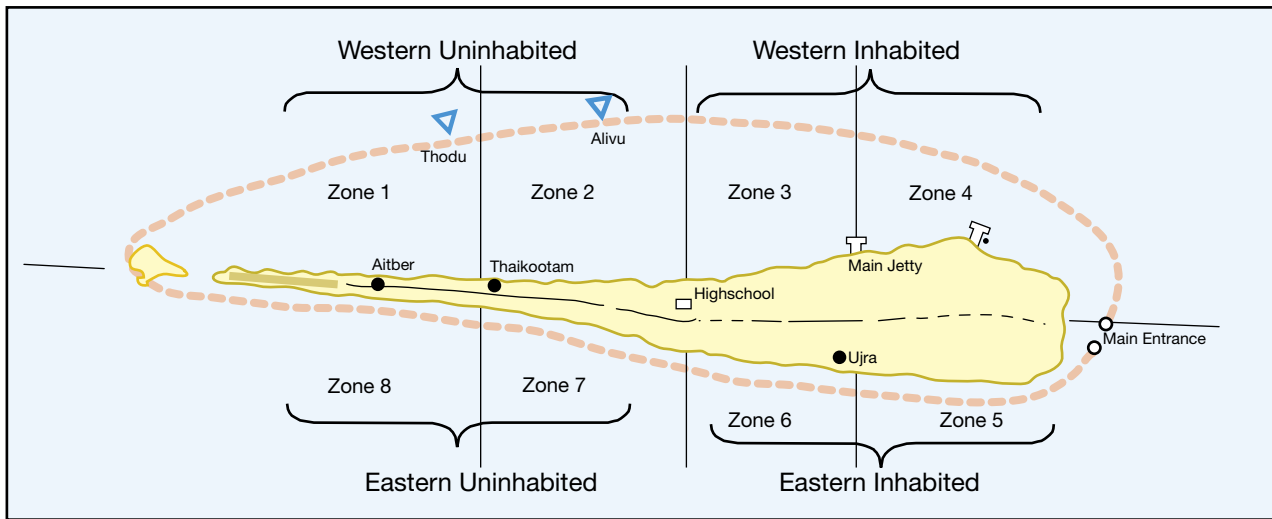 Western Uninhabited
Western Inhabited
Thodu
Alivu
Zone 1
Zone 2
Zone 3
Zone 4
Aitber
Thaikootam
Main Jetty
Highschool
Main Entrance
Ujra
Zone 8
Zone 7
Zone 6
Zone 5
Eastern Uninhabited
Eastern Inhabited